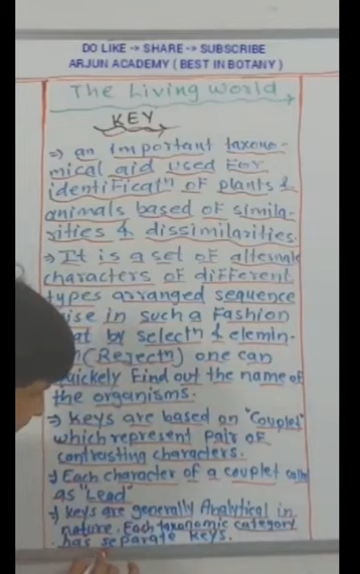 DO LIKE -> SHARE -> SUBSCRIBE
ARJUN ACADEMY ( BEST IN BOTANY )
The Living World
KEY
⇒ an important taxono-
mical aid used For
identificatⁿ of plants &
animals based of simila-
rities & dissimilarities.
⇒ It is a set of alternate
characters of different
types arranged sequence
in such a Fashion
by selectⁿ & elemin-
(Rejectⁿ) one can
Find out the name of
the organisms.
⇒ Keys are based on "Couplet"
which represent pair of
contrasting characters.
⇒ Each character of a couplet called
as "Lead"
⇒ Keys are generally Analytical in
nature. Each taxonomic category
has separate keys.